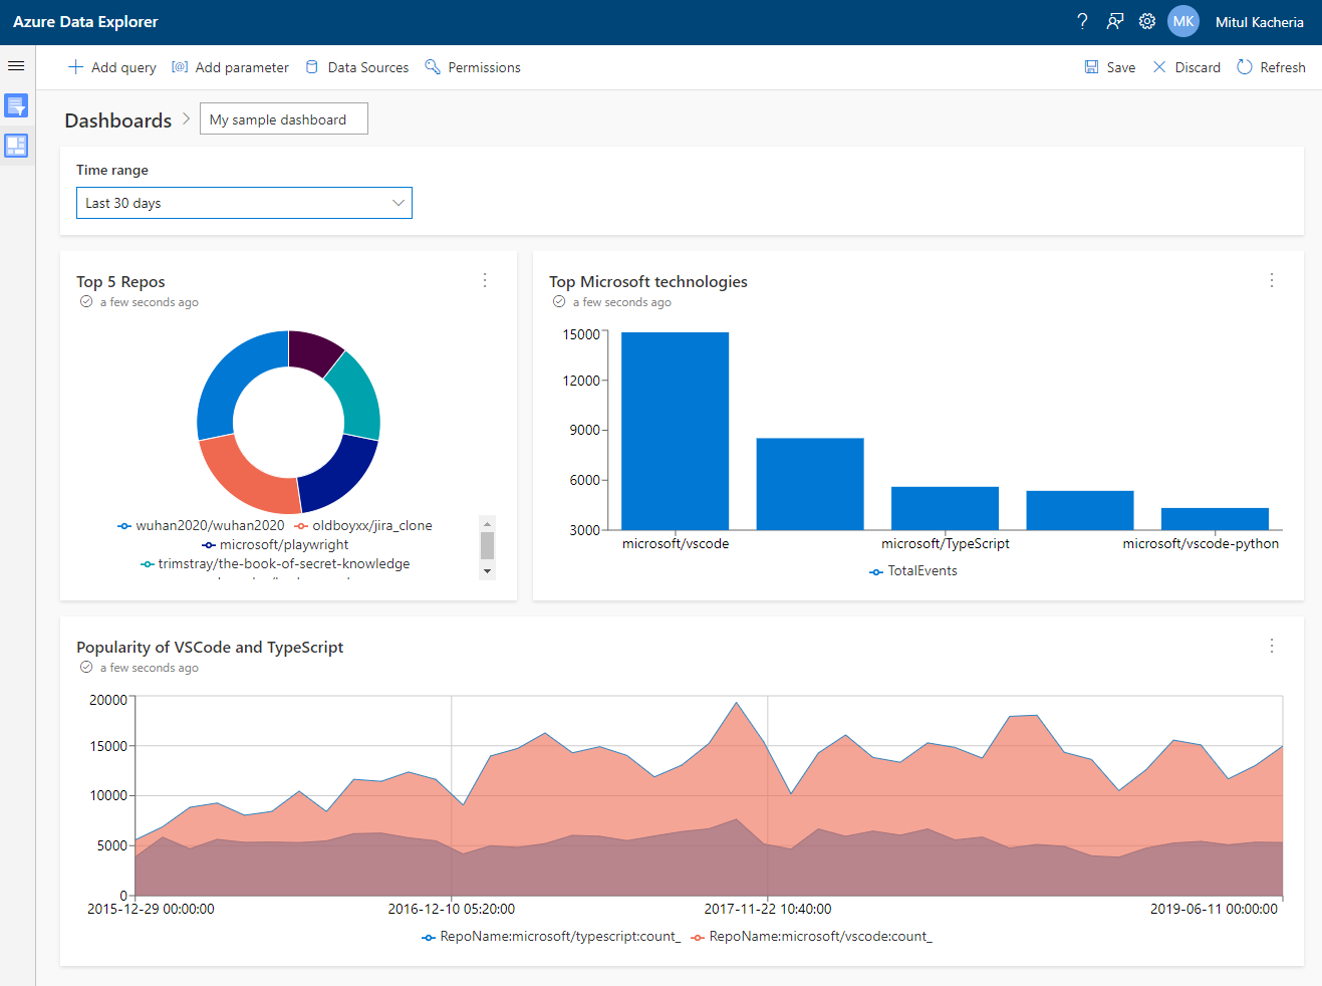 Azure Data Explorer
MK Mitul Kacheria
Add query Add parameter Data Sources Permissions Save Discard Refresh
Dashboards My sample dashboard
Time range
Last 30 days
Top 5 Repos
a few seconds ago
wuhan2020/wuhan2020 oldboyxx/jira_clone
microsoft/playwright
trimstray/the-book-of-secret-knowledge
Top Microsoft technologies
a few seconds ago
15000
12000
9000
6000
3000
microsoft/vscode microsoft/TypeScript microsoft/vscode-python
TotalEvents
Popularity of VSCode and TypeScript
a few seconds ago
20000
15000
10000
5000
0
2015-12-29 00:00:00 2016-12-10 05:20:00 2017-11-22 10:40:00 2019-06-11 00:00:00
RepoName:microsoft/typescript:count_ RepoName:microsoft/vscode:count_